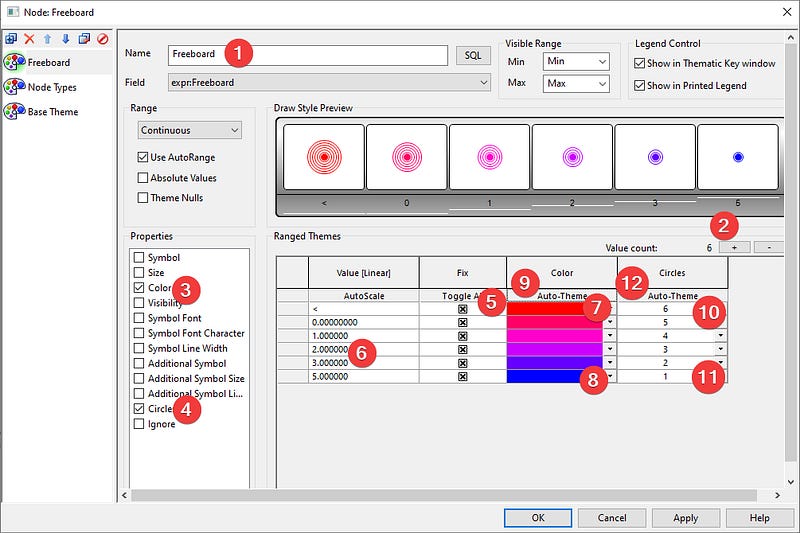 Node: Freeboard
Freeboard
Node Types
Base Theme
Name
Freeboard
1
SQL
Field
expr:Freeboard
Visible Range
Min
Min
Max
Max
Legend Control
Show in Thematic Key window
Show in Printed Legend
Range
Continuous
Use AutoRange
Absolute Values
Theme Nulls
Draw Style Preview
< 0 1 2 3 5
Properties
Symbol
Size
Color
3
Visibility
Symbol Font
Symbol Font Character
Symbol Line Width
Additional Symbol
Additional Symbol Size
Additional Symbol Li...
Circle
4
Ignore
Ranged Themes
2
Value count: 6 + -
Value [Linear] Fix Color Circles
9 12
AutoScale Toggle Auto-Theme Auto-Theme
5 7 10
< 6
0.00000000 5
1.000000 4
2.000000 3
6
3.000000 2
5.000000 1
8 11
OK Cancel Apply Help